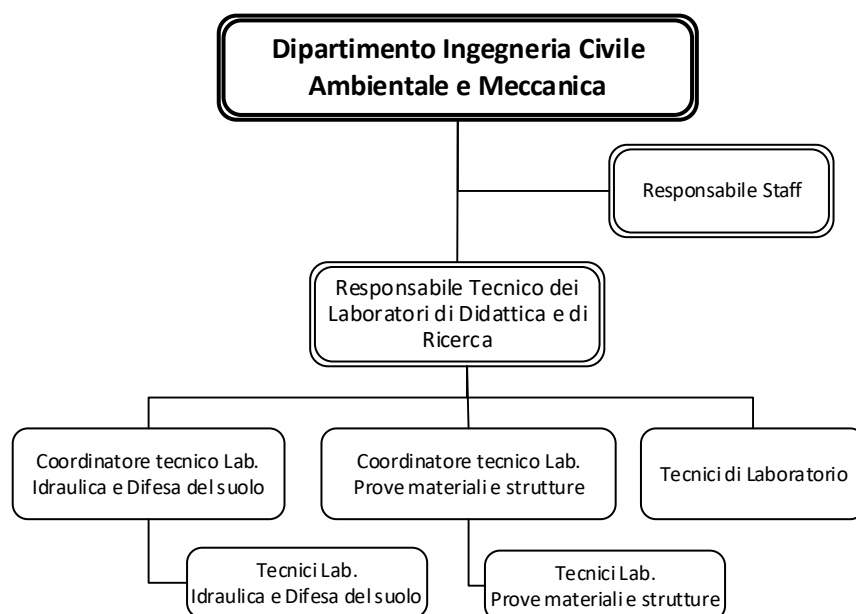 Dipartimento Ingegneria Civile
Ambientale e Meccanica
Responsabile Staff
Responsabile Tecnico dei
Laboratori di Didattica e di
Ricerca
Coordinatore tecnico Lab.
Idraulica e Difesa del suolo
Coordinatore tecnico Lab.
Prove materiali e strutture
Tecnici di Laboratorio
Tecnici Lab.
Idraulica e Difesa del suolo
Tecnici Lab.
Prove materiali e strutture